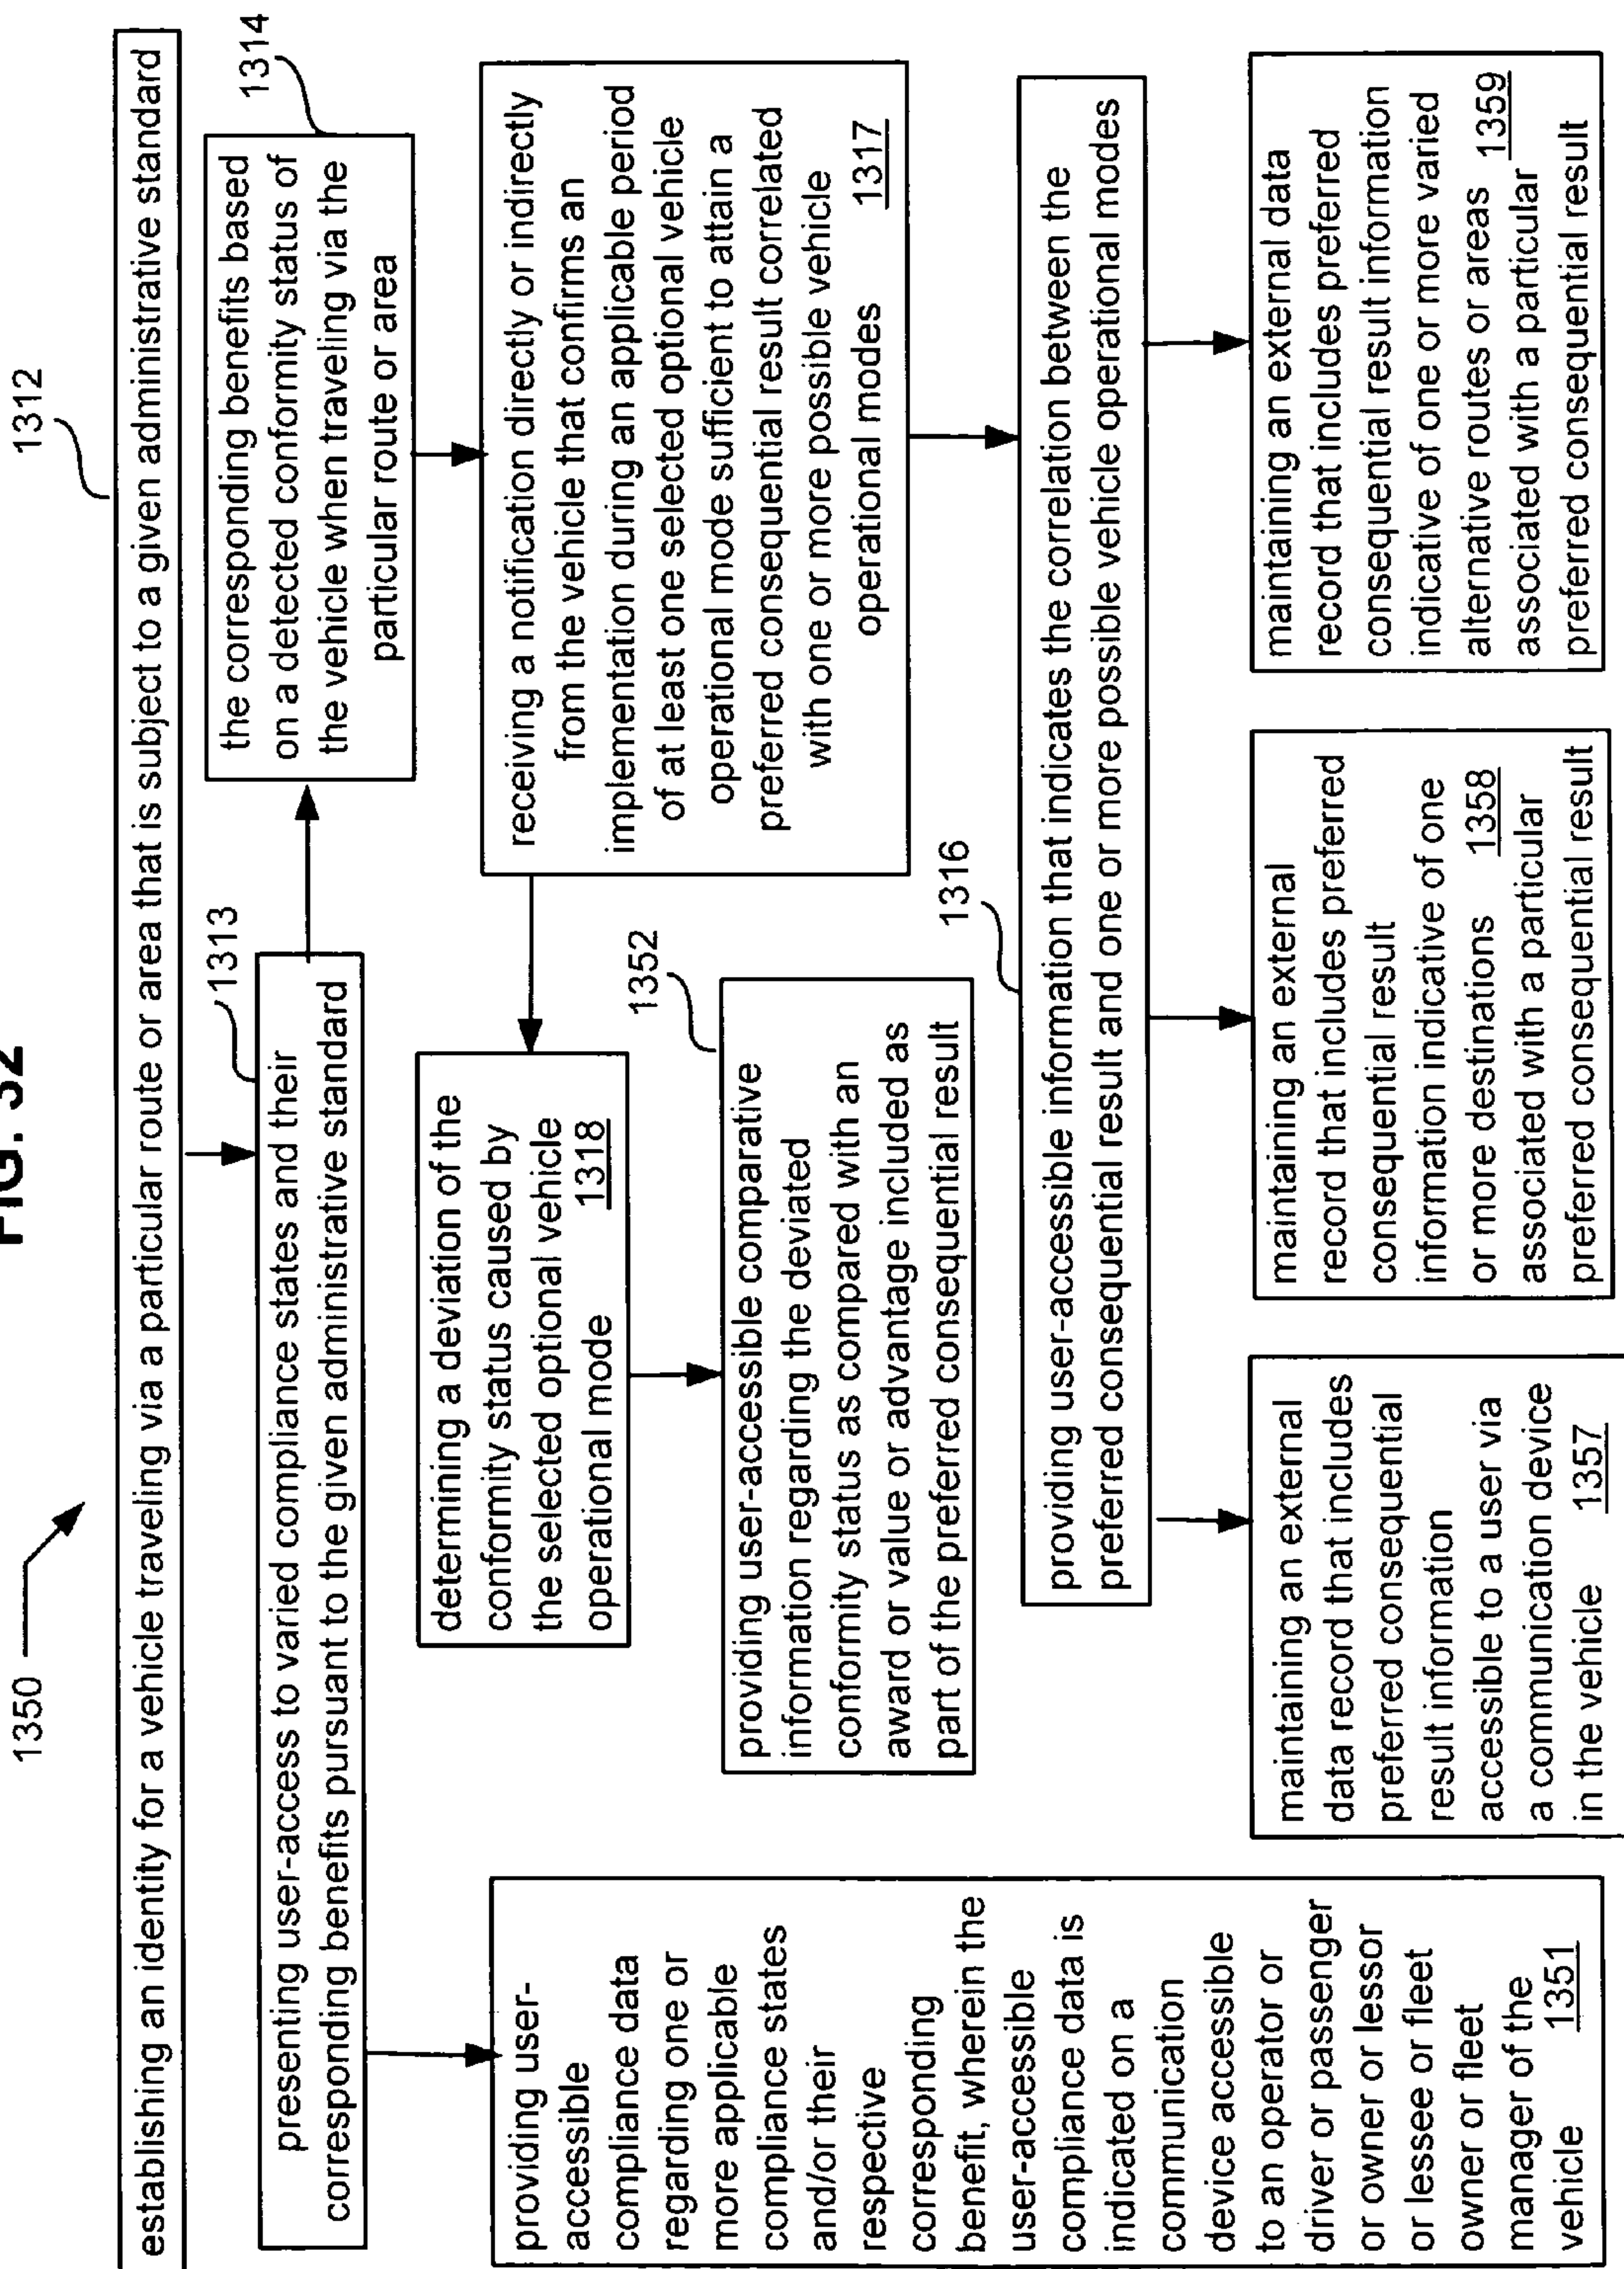 FIG. 32
1350
1312
establishing an identity for a vehicle traveling via a particular route or area that is subject to a given administrative standard
1313
presenting user-access to varied compliance states and their
corresponding benefits pursuant to the given administrative standard
1314
the corresponding benefits based
on a detected conformity status of
the vehicle when traveling via the
particular route or area
providing user-
accessible
compliance data
regarding one or
more applicable
compliance states
and/or their
respective
corresponding
benefit, wherein the
user-accessible
compliance data is
indicated on a
communication
device accessible
to an operator or
driver or passenger
or owner or lessor
or lessee or fleet
owner or fleet
manager of the
vehicle 1351
receiving a notification directly or indirectly
from the vehicle that confirms an
implementation during an applicable period
of at least one selected optional vehicle
operational mode sufficient to attain a
preferred consequential result correlated
with one or more possible vehicle
operational modes 1317
determining a deviation of the
conformity status caused by
the selected optional vehicle
operational mode 1318
1352
providing user-accessible comparative
information regarding the deviated
conformity status as compared with an
award or value or advantage included as
part of the preferred consequential result
1316
providing user-accessible information that indicates the correlation between the
preferred consequential result and one or more possible vehicle operational modes
maintaining an external
data record that includes
preferred consequential
result information
accessible to a user via
a communication device
in the vehicle 1357
maintaining an external
record that includes preferred
consequential result
information indicative of one
or more destinations 1358
associated with a particular
preferred consequential result
maintaining an external data
record that includes preferred
consequential result information
indicative of one or more varied
alternative routes or areas 1359
associated with a particular
preferred consequential result